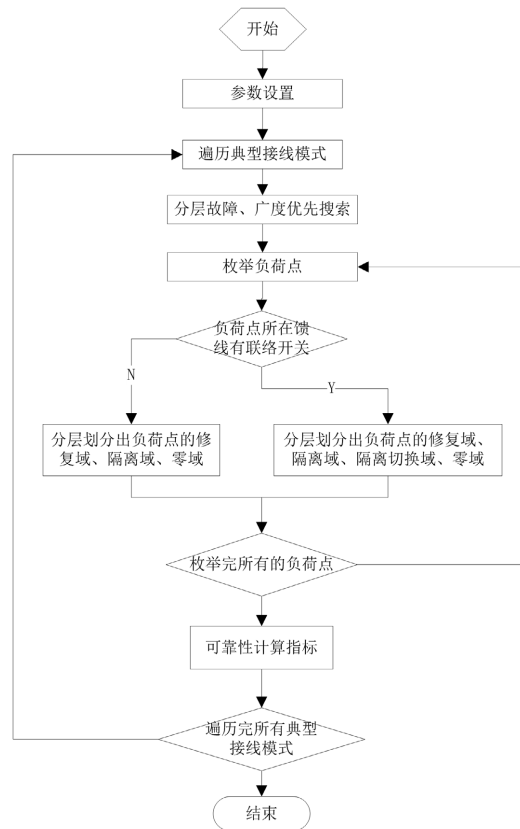 开始
参数设置
遍历典型接线模式
分层故障、广度优先搜索
枚举负荷点
负荷点所在馈
线有联络开关
N
Y
分层划分出负荷点的修
复域、隔离域、零域
分层划分出负荷点的修复域、
隔离域、隔离切换域、零域
枚举完所有的负荷点
可靠性计算指标
遍历完所有典型
接线模式
结束